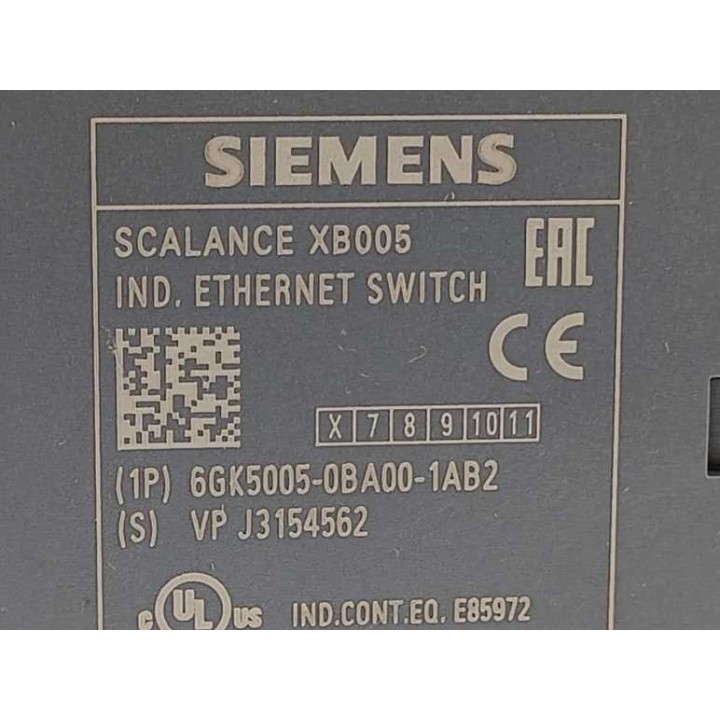 SIEMENS
SCALANCE XB005
IND. ETHERNET SWITCH
EAC
CE
X 7 8 9 10 11
(1P) 6GK5005-0BA00-1AB2
(S) VP J3154562
c UL us IND.CONT.EQ. E85972